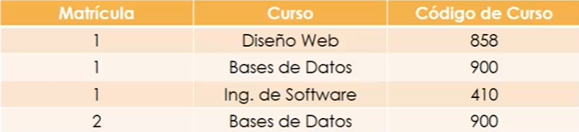 Matrícula Curso Código de Curso
1 Diseño Web 858
1 Bases de Datos 900
1 Ing. de Software 410
2 Bases de Datos 900